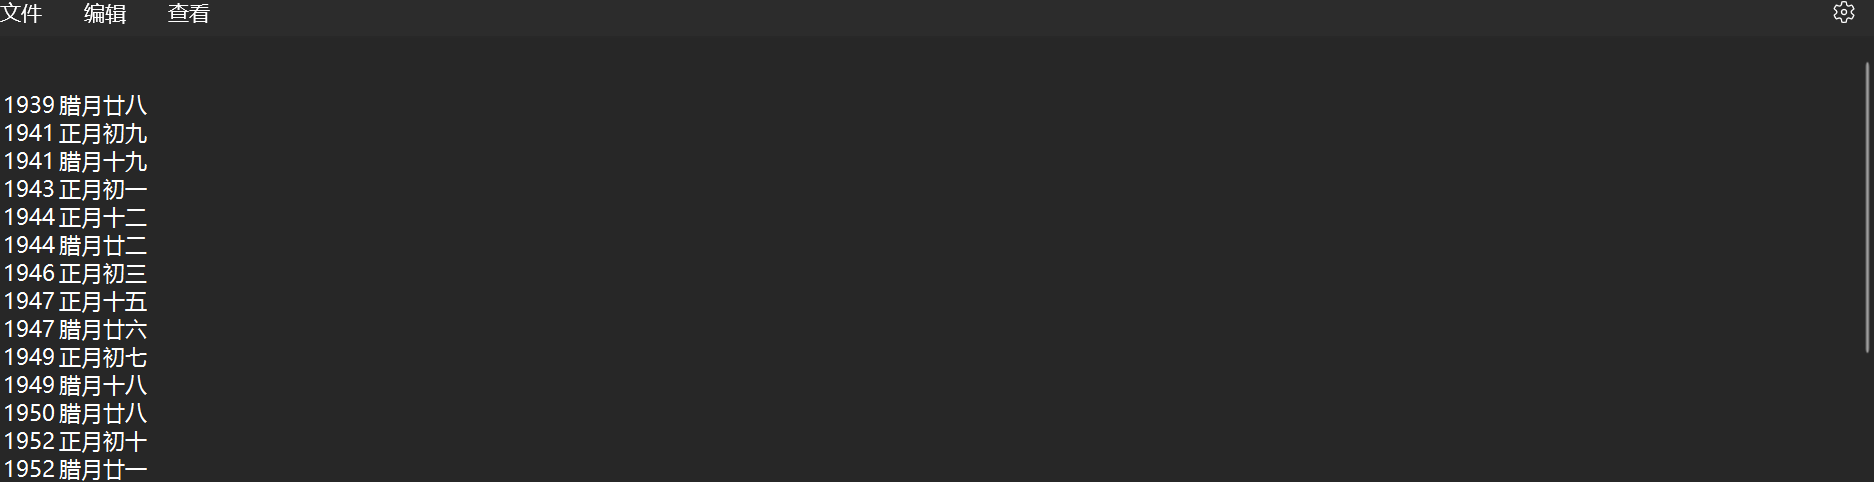 文件 编辑 查看
1939 腊月廿八
1941 正月初九
1941 腊月十九
1943 正月初一
1944 正月十二
1944 腊月廿二
1946 正月初三
1947 正月十五
1947 腊月廿六
1949 正月初七
1949 腊月十八
1950 腊月廿八
1952 正月初十
1952 腊月廿一